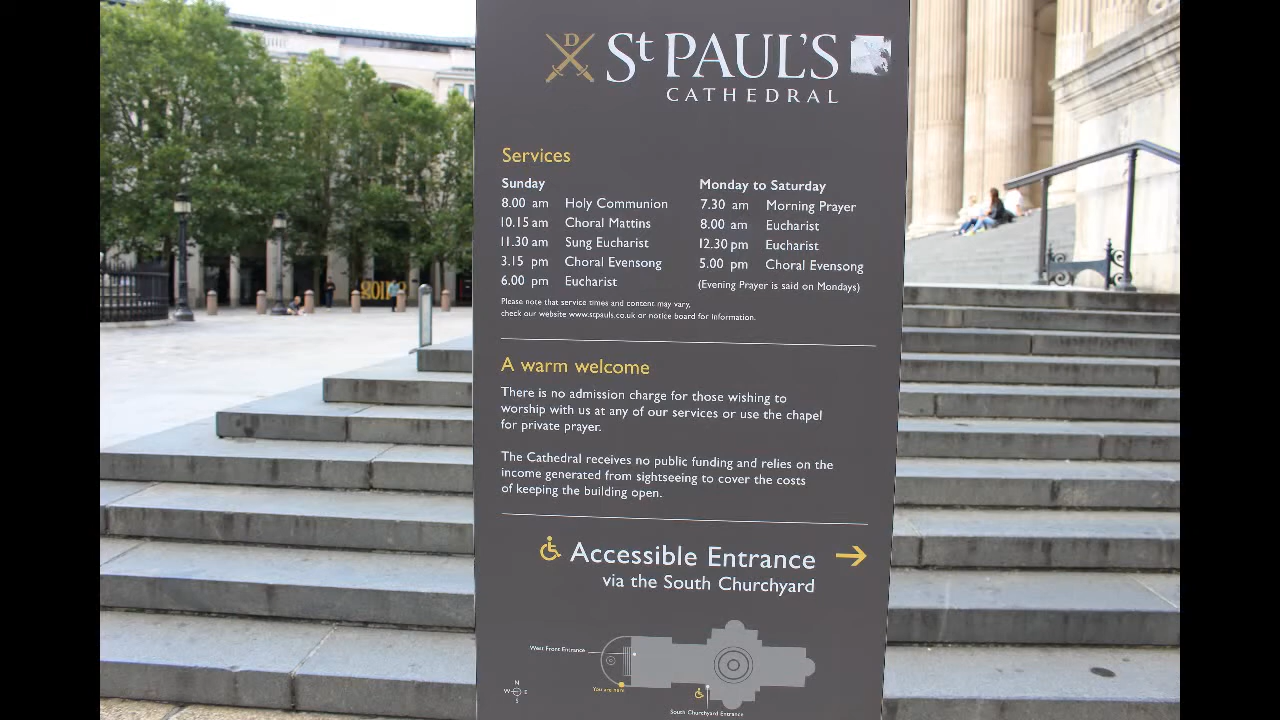 St PAUL'S
CATHEDRAL
Services
Sunday
8.00 am Holy Communion
10.15 am Choral Mattins
11.30 am Sung Eucharist
3.15 pm Choral Evensong
6.00 pm Eucharist
Monday to Saturday
7.30 am Morning Prayer
8.00 am Eucharist
12.30 pm Eucharist
5.00 pm Choral Evensong
(Evening Prayer is said on Mondays)
Please note that service times and content may vary,
check our website www.stpauls.co.uk or notice board for information.
A warm welcome
There is no admission charge for those wishing to
worship with us at any of our services or use the chapel
for private prayer.
The Cathedral receives no public funding and relies on the
income generated from sightseeing to cover the costs
of keeping the building open.
Accessible Entrance
via the South Churchyard
West Front Entrance
You are here
N
W E
S
South Churchyard Entrance